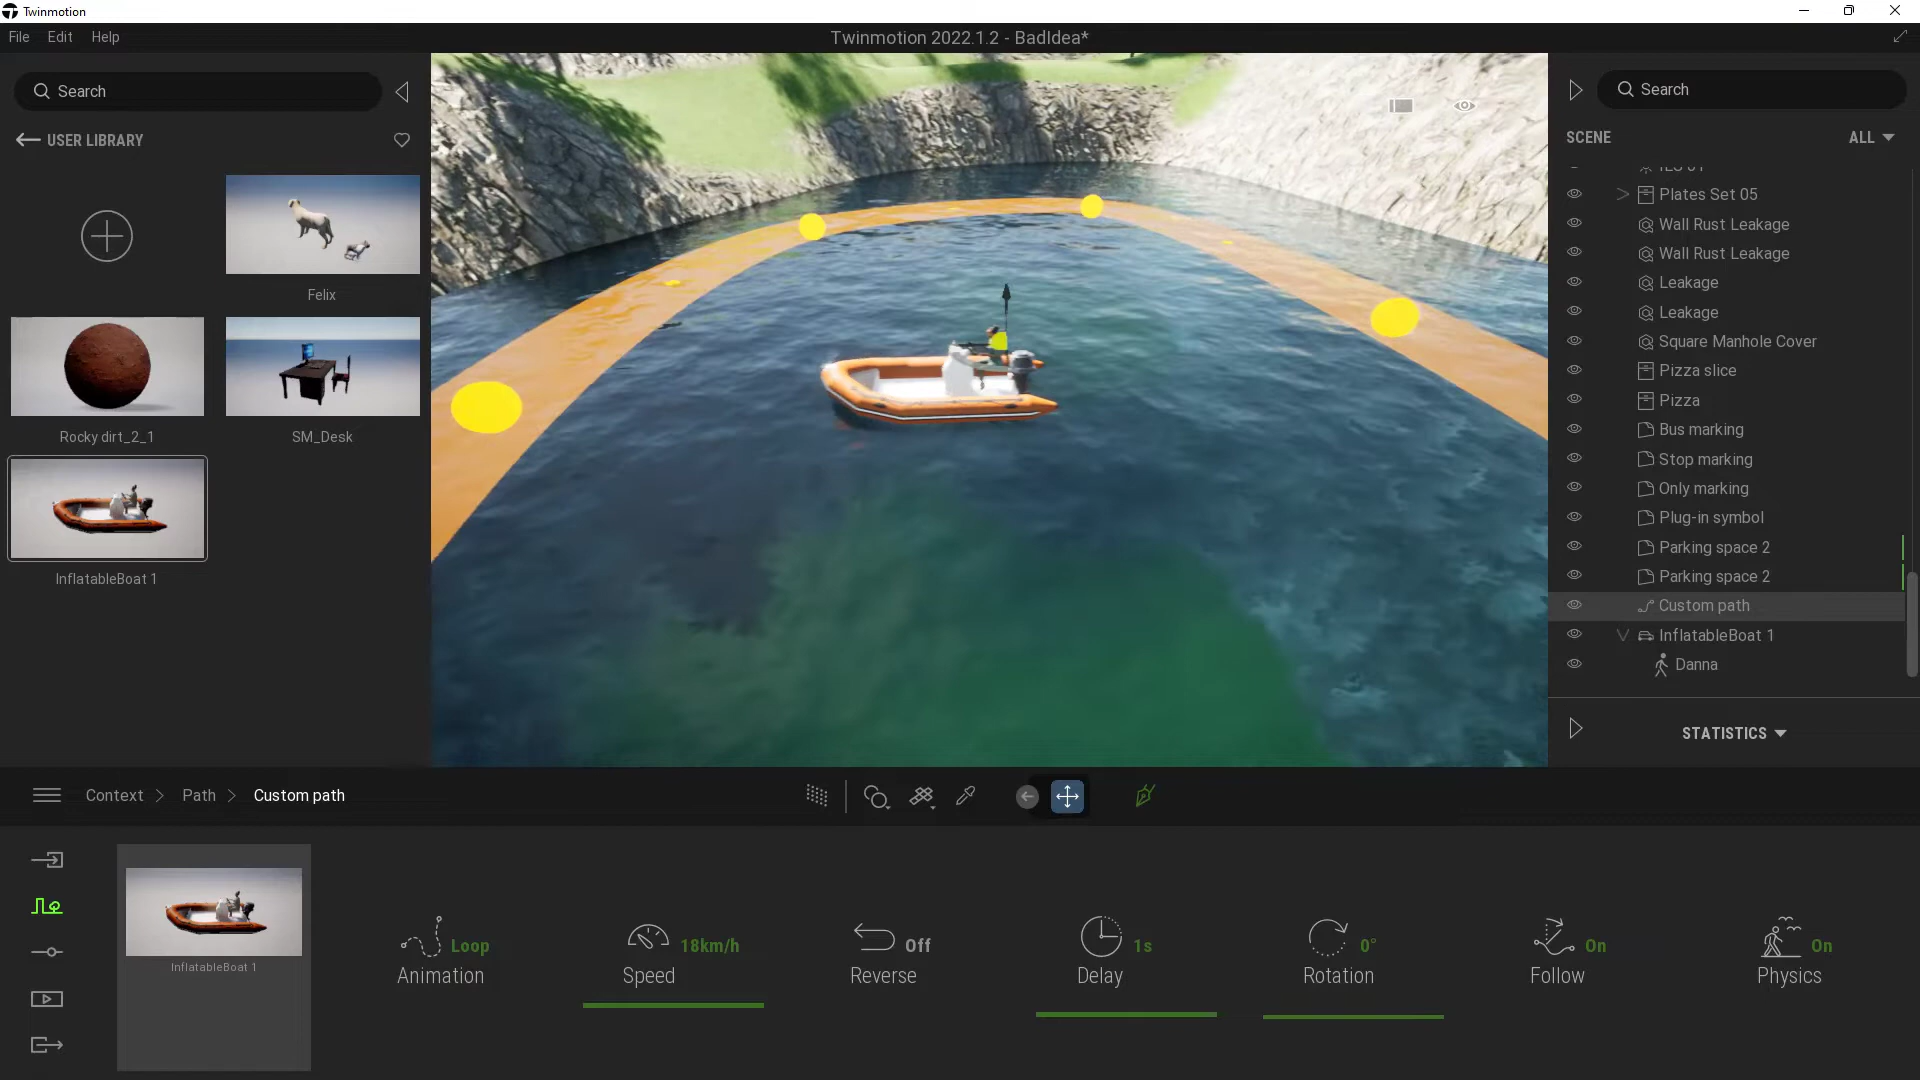 Twinmotion
File Edit Help
Twinmotion 2022.1.2 - BadIdea*
Search
USER LIBRARY
Felix
Rocky dirt_2_1
SM_Desk
InflatableBoat 1
Search
SCENE
ALL
Plates Set 05
Wall Rust Leakage
Wall Rust Leakage
Leakage
Leakage
Square Manhole Cover
Pizza slice
Pizza
Bus marking
Stop marking
Only marking
Plug-in symbol
Parking space 2
Parking space 2
Custom path
InflatableBoat 1
Danna
STATISTICS
Context > Path > Custom path
InflatableBoat 1
Loop
Animation
18km/h
Speed
Off
Reverse
1s
Delay
0°
Rotation
On
Follow
On
Physics